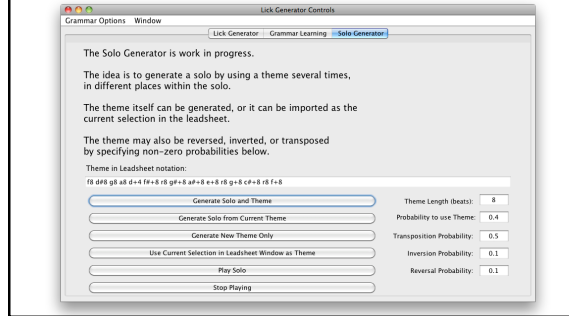 Lick Generator Controls
Grammar Options Window
Lick Generator Grammar Learning Solo Generator
The Solo Generator is work in progress.
The idea is to generate a solo by using a theme several times,
in different places within the solo.
The theme itself can be generated, or it can be imported as the
current selection in the leadsheet.
The theme may also be reversed, inverted, or transposed
by specifying non-zero probabilities below.
Theme in Leadsheet notation:
f8 d#8 g8 a8 d+4 f#+8 r8 g#+8 a#+8 e+8 r8 g+8 c#+8 r8 f+8
Generate Solo and Theme Theme Length (beats): 8
Generate Solo from Current Theme Probability to use Theme: 0.4
Generate New Theme Only Transposition Probability: 0.5
Use Current Selection in Leadsheet Window as Theme Inversion Probability: 0.1
Play Solo Reversal Probability: 0.1
Stop Playing